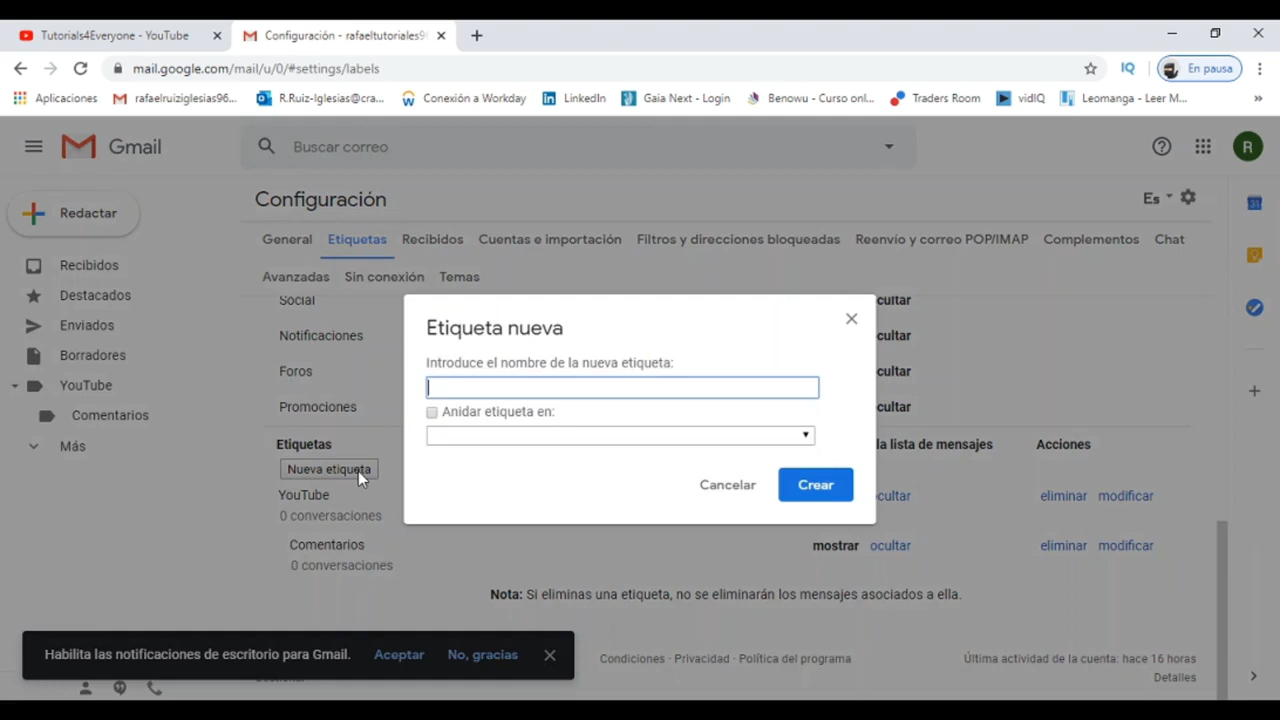 Tutorials4Everyone - YouTube
Configuración - rafaeltutoriales9
mail.google.com/mail/u/0/#settings/labels
IQ
En pausa
Aplicaciones
rafaelruiziglesias96...
R.Ruiz-Iglesias@cra...
Conexión a Workday
LinkedIn
Gaia Next - Login
Benowu - Curso onl...
Traders Room
vidIQ
Leomanga - Leer M...
»
Gmail
Buscar correo
R
Redactar
Configuración
Es
General
Etiquetas
Recibidos
Cuentas e importación
Filtros y direcciones bloqueadas
Reenvío y correo POP/IMAP
Complementos
Chat
Avanzadas
Sin conexión
Temas
Recibidos
Destacados
Enviados
Borradores
YouTube
Comentarios
Más
Social
ocultar
Notificaciones
ocultar
Foros
ocultar
Promociones
ocultar
Etiquetas
la lista de mensajes
Acciones
Nueva etiqueta
YouTube
0 conversaciones
ocultar
eliminar
modificar
Comentarios
0 conversaciones
mostrar
ocultar
eliminar
modificar
Etiqueta nueva
Introduce el nombre de la nueva etiqueta:
Anidar etiqueta en:
Cancelar
Crear
Nota: Si eliminas una etiqueta, no se eliminarán los mensajes asociados a ella.
Habilita las notificaciones de escritorio para Gmail.
Aceptar
No, gracias
Condiciones · Privacidad · Política del programa
Última actividad de la cuenta: hace 16 horas
Detalles